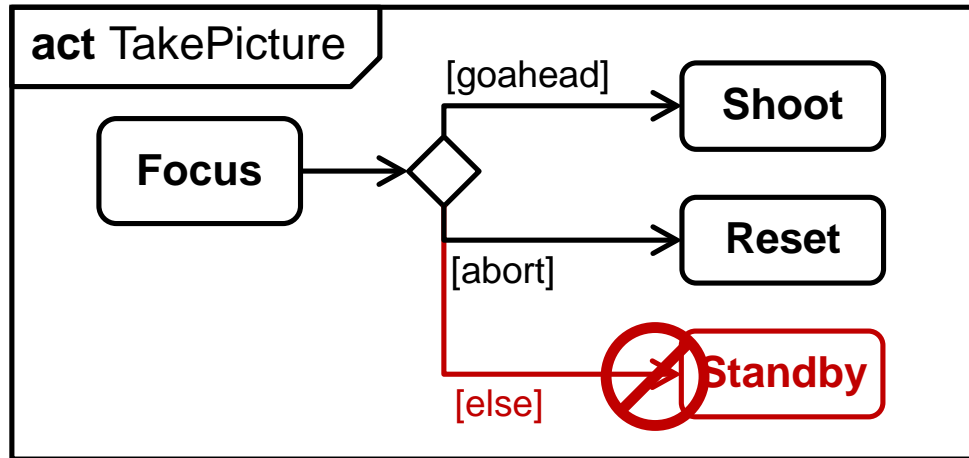 act TakePicture
[goahead]
Shoot
Focus
Reset
[abort]
Standby
[else]